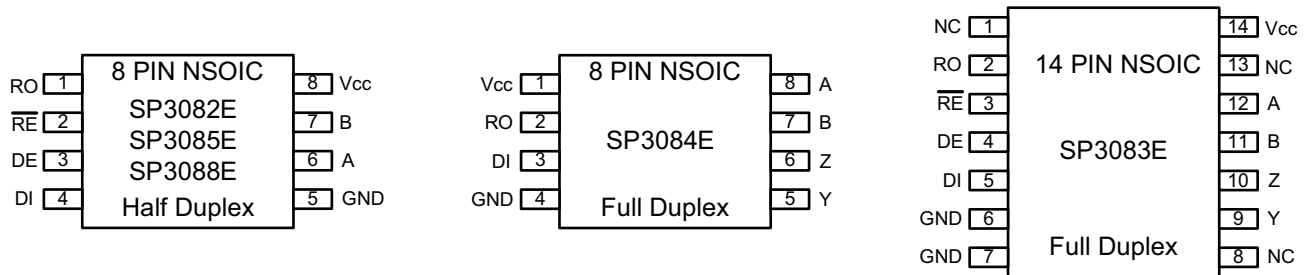 8 PIN NSOIC
SP3082E
SP3085E
SP3088E
Half Duplex
RO 1
RE 2
DE 3
DI 4
8 Vcc
7 B
6 A
5 GND
8 PIN NSOIC
SP3084E
Full Duplex
Vcc 1
RO 2
DI 3
GND 4
8 A
7 B
6 Z
5 Y
14 PIN NSOIC
SP3083E
Full Duplex
NC 1
RO 2
RE 3
DE 4
DI 5
GND 6
GND 7
14 Vcc
13 NC
12 A
11 B
10 Z
9 Y
8 NC